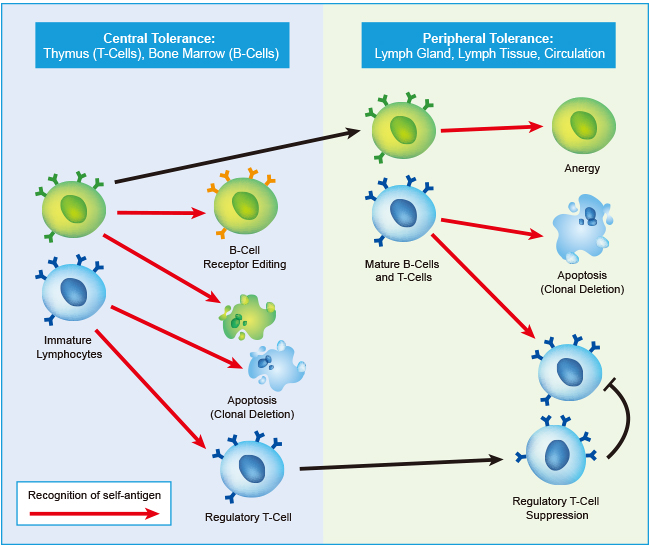 Central Tolerance:
Thymus (T-Cells), Bone Marrow (B-Cells)
Peripheral Tolerance:
Lymph Gland, Lymph Tissue, Circulation
Anergy
B-Cell
Receptor Editing
Mature B-Cells
and T-Cells
Apoptosis
(Clonal Deletion)
Immature
Lymphocytes
Apoptosis
(Clonal Deletion)
Recognition of self-antigen
Regulatory T-Cell
Regulatory T-Cell
Suppression